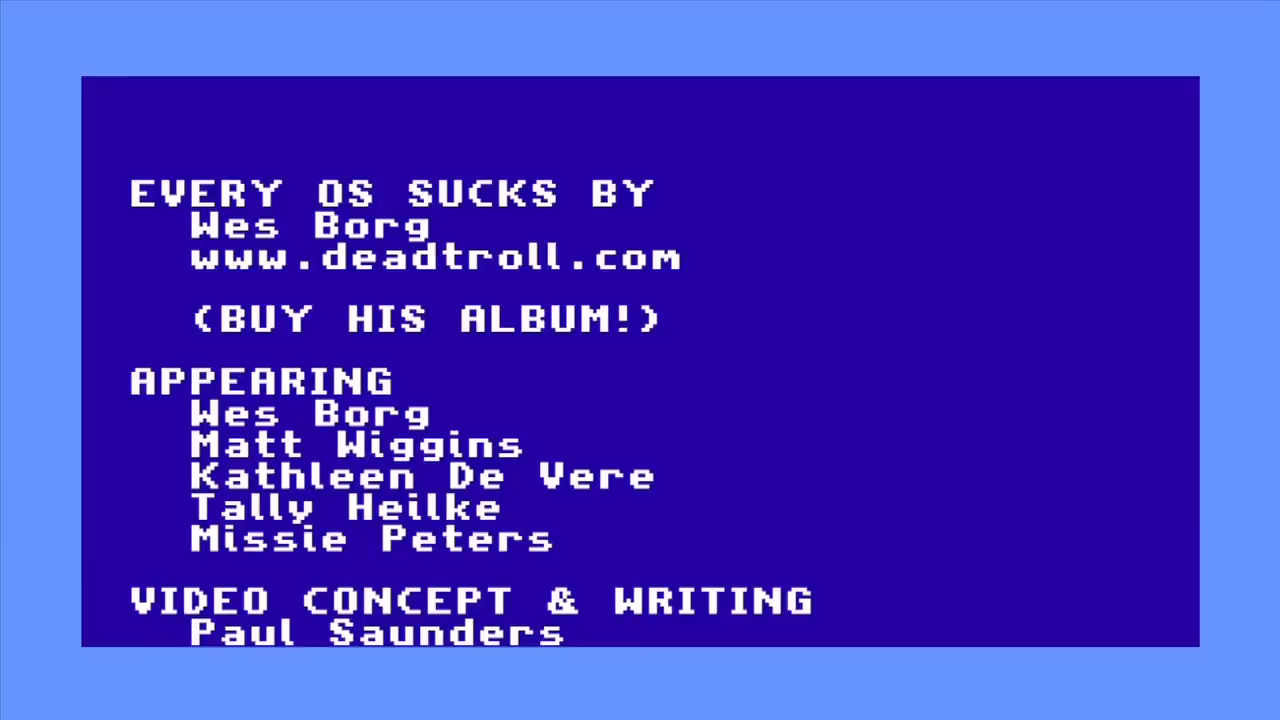 EVERY OS SUCKS BY
Wes Borg
www.deadtroll.com
(BUY HIS ALBUM!)
APPEARING
Wes Borg
Matt Wiggins
Kathleen De Vere
Tally Heilke
Missie Peters
VIDEO CONCEPT & WRITING
Paul Saunders